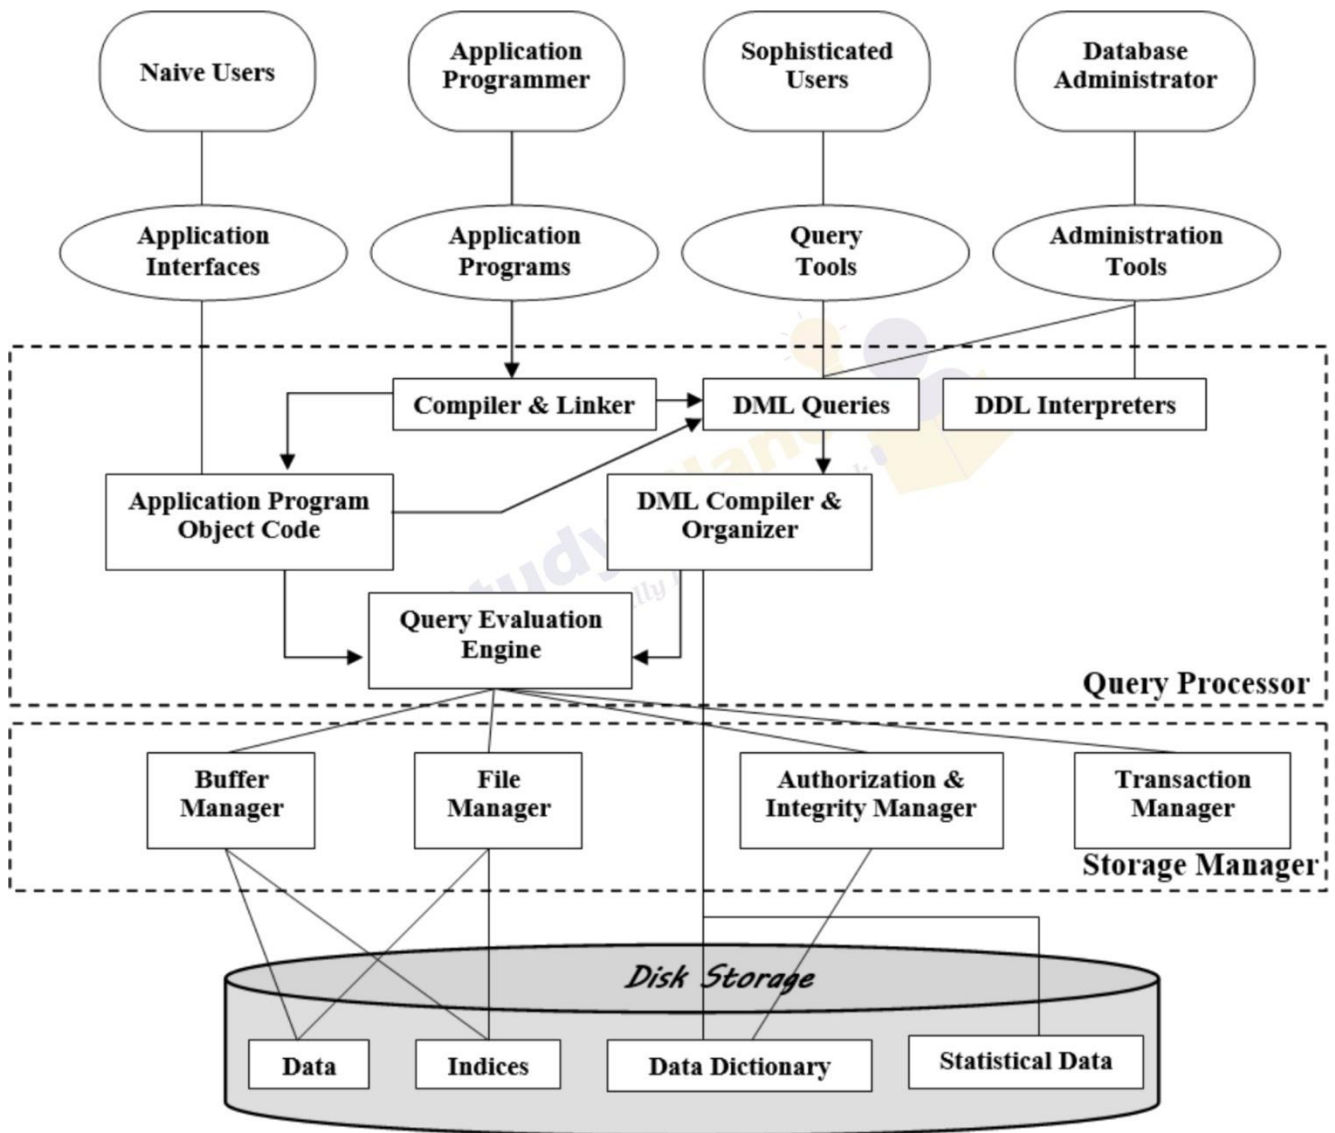 Naive Users
Application
Programmer
Sophisticated
Users
Database
Administrator
Application
Interfaces
Application
Programs
Query
Tools
Administration
Tools
Compiler & Linker
DML Queries
DDL Interpreters
Application Program
Object Code
DML Compiler &
Organizer
Query Evaluation
Engine
Query Processor
Buffer
Manager
File
Manager
Authorization &
Integrity Manager
Transaction
Manager
Storage Manager
Disk Storage
Data
Indices
Data Dictionary
Statistical Data